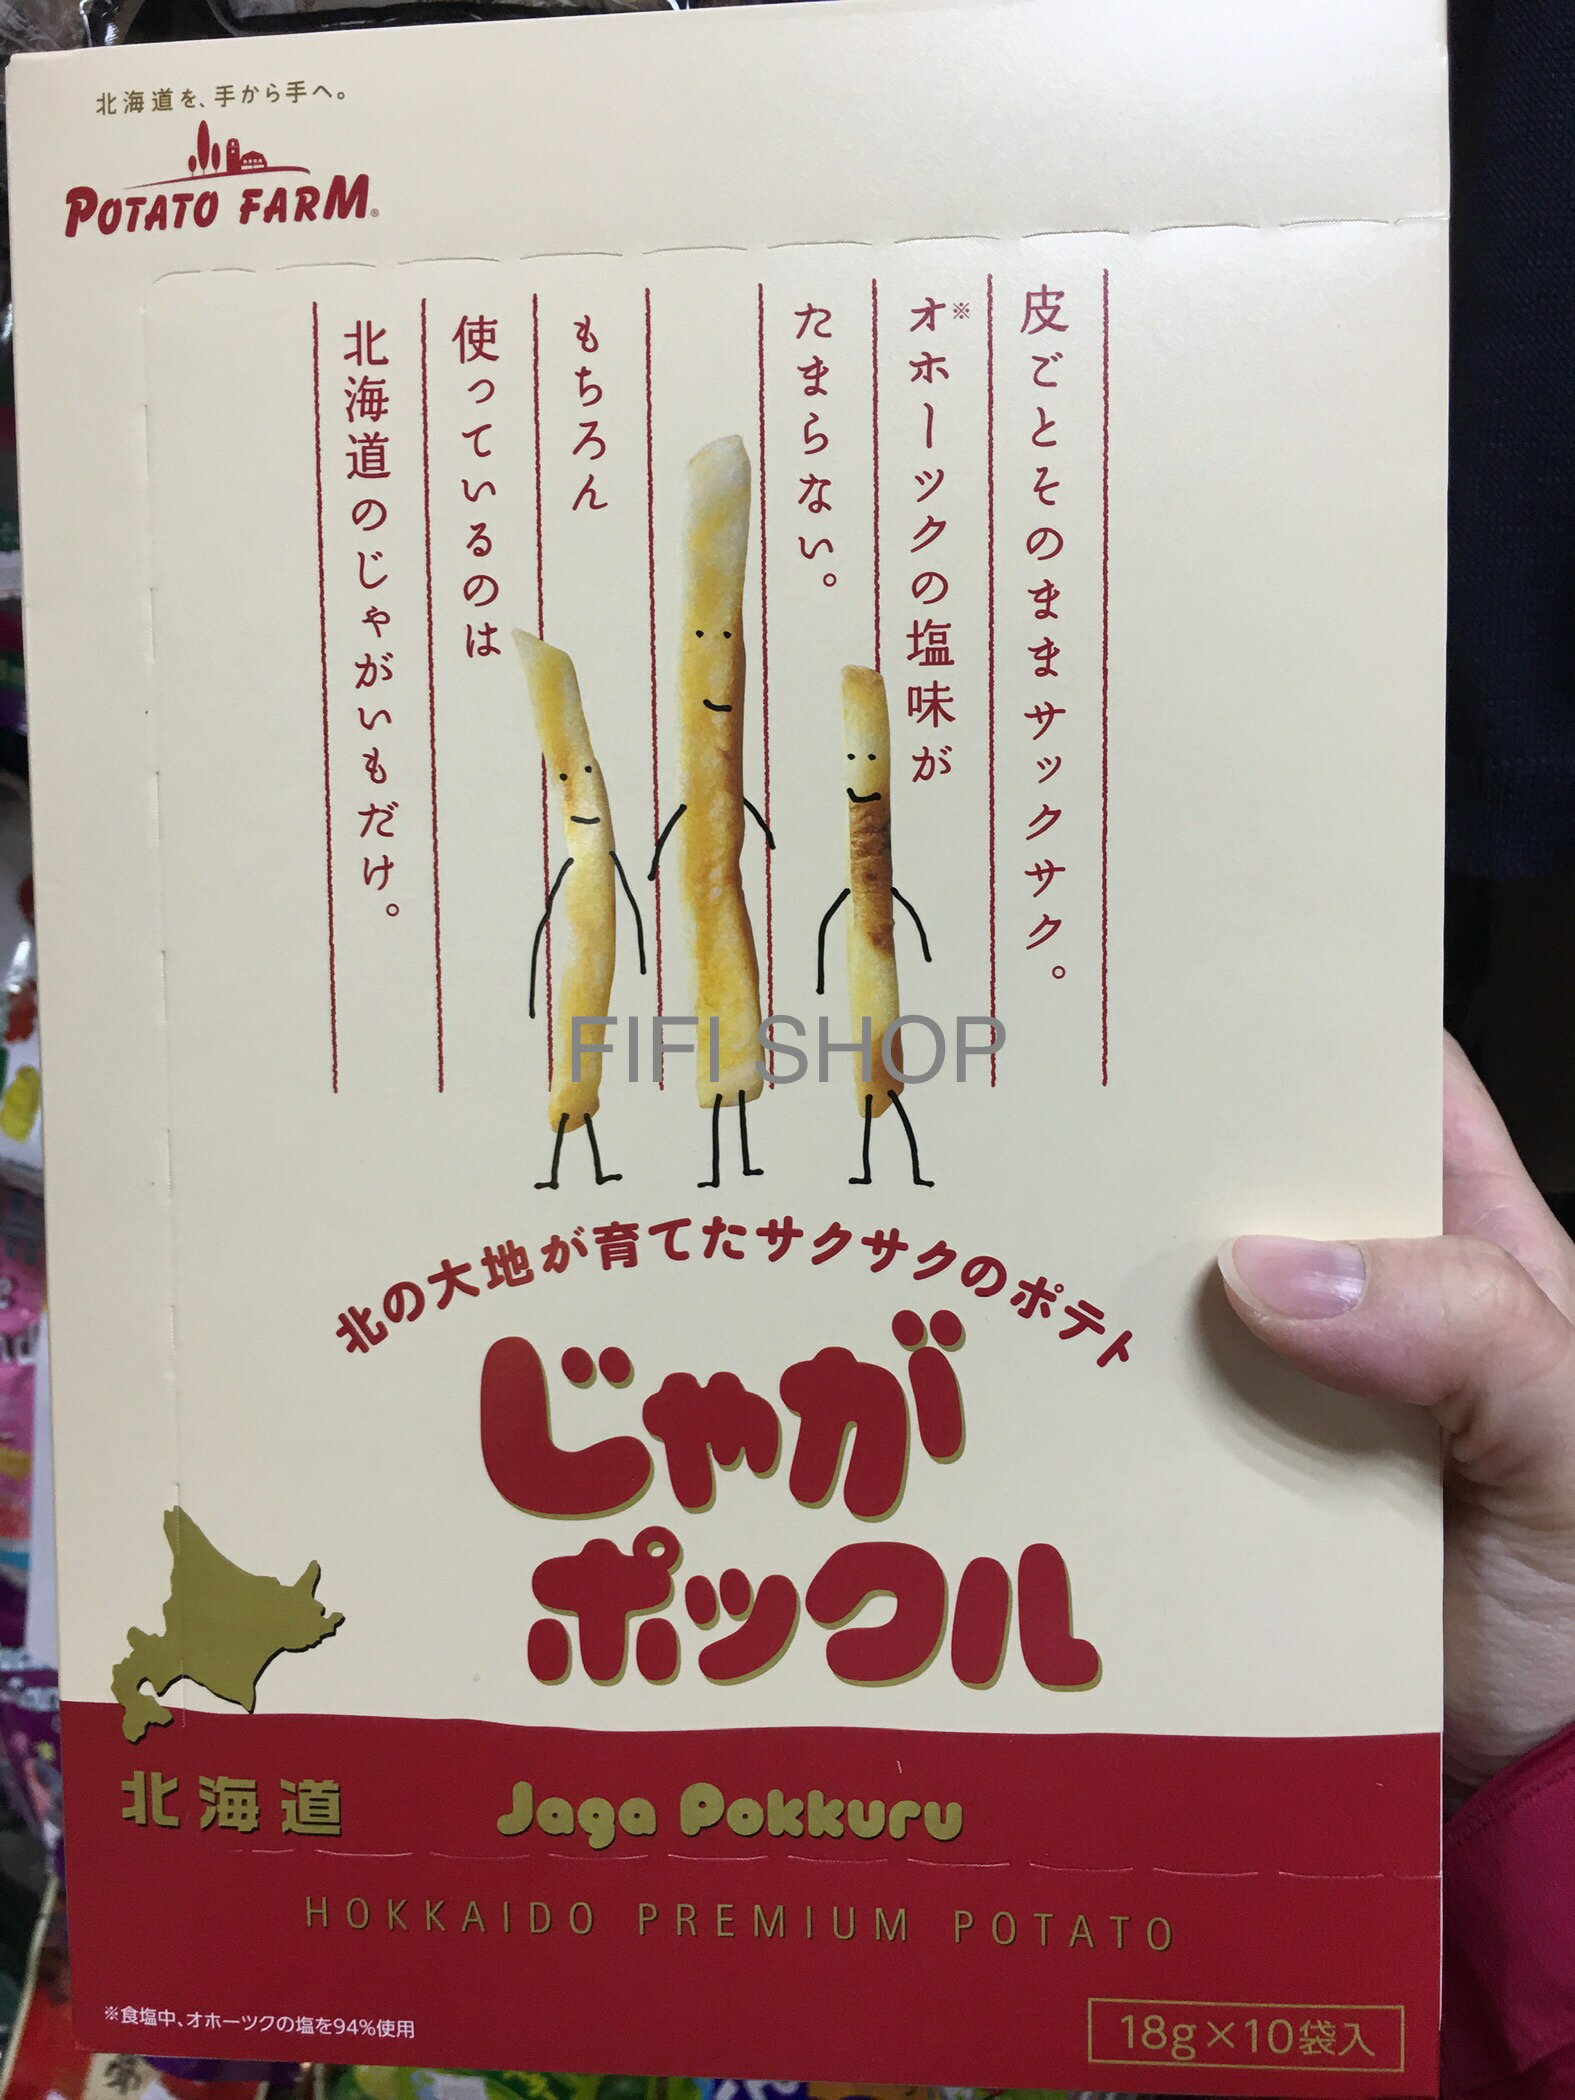 北海道を、手から手へ。
POTATO FARM®
皮ごとそのままサックサク。
オ※ホーツクの塩味が
たまらない。
もちろん
使っているのは
北海道のじゃがいもだけ。
FIFI SHOP
北の大地が育てたサクサクのポテト
じゃが
ポックル
北海道
Jaga Pokkuru
HOKKAIDO PREMIUM POTATO
※食塩中、オホーツクの塩を94%使用
18g×10袋入